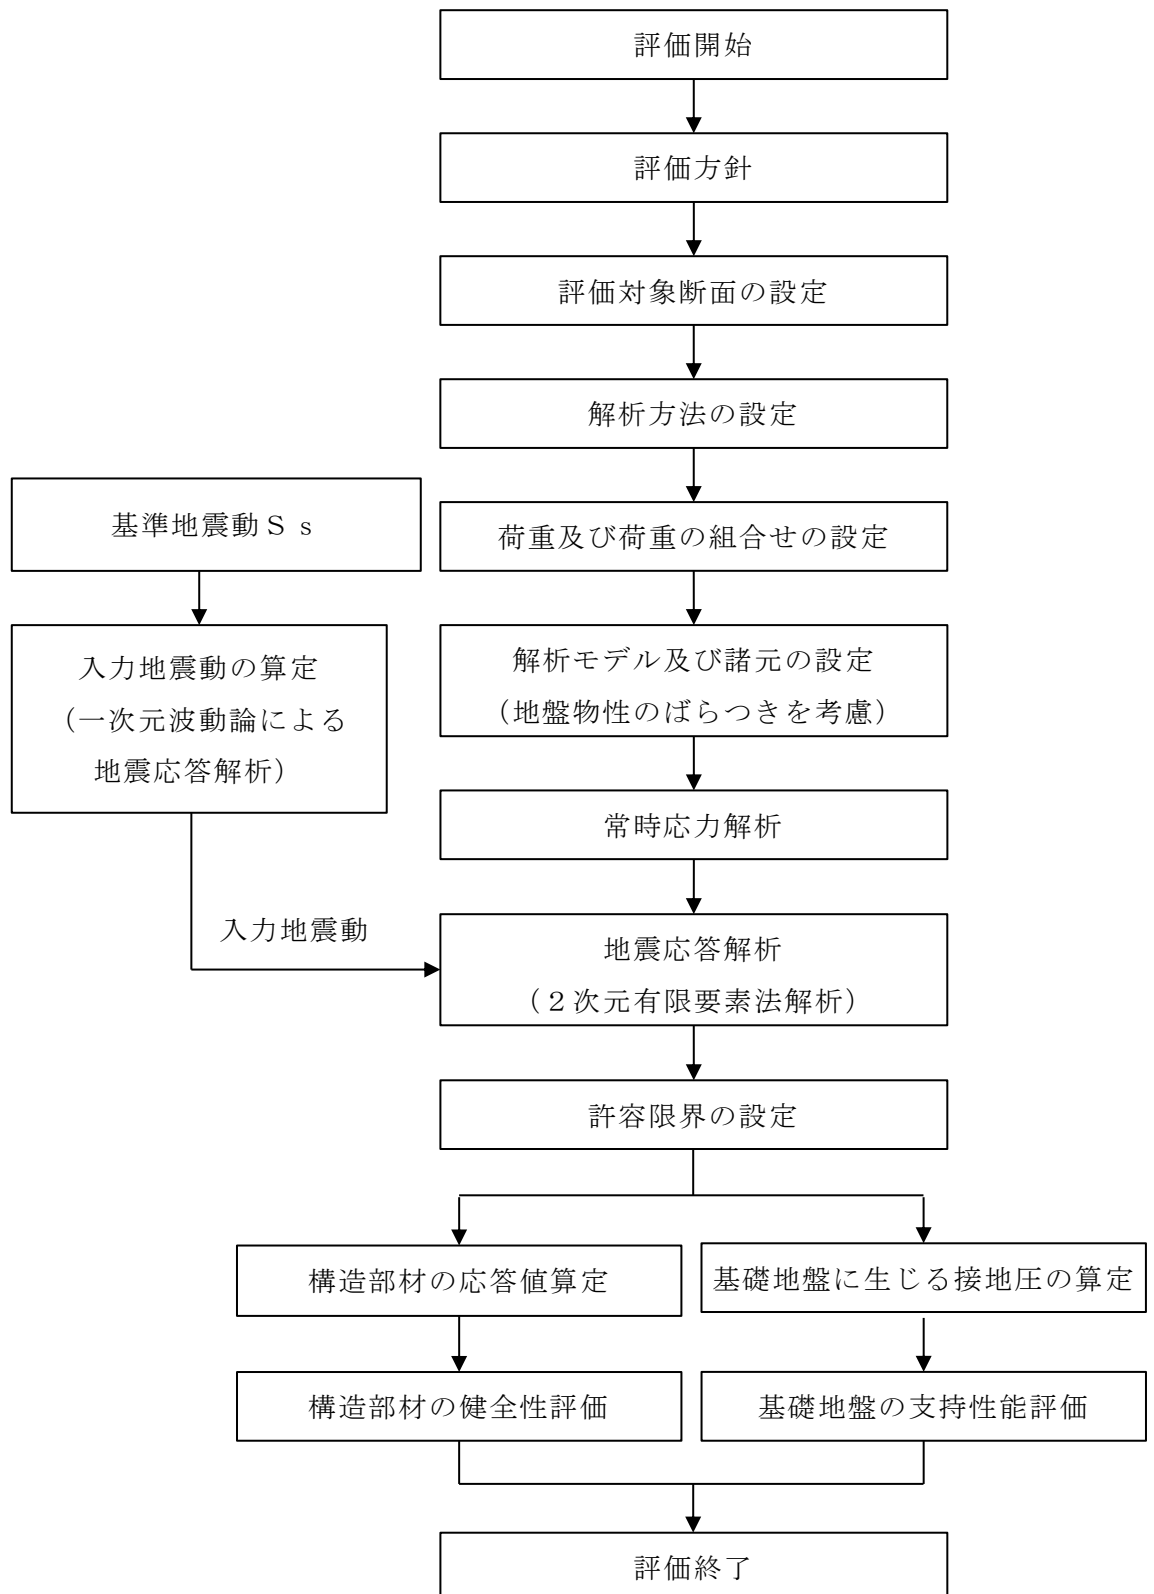 評価開始
評価方針
評価対象断面の設定
解析方法の設定
基準地震動Ｓｓ
荷重及び荷重の組合せの設定
入力地震動の算定
（一次元波動論による
地震応答解析）
解析モデル及び諸元の設定
（地盤物性のばらつきを考慮）
常時応力解析
入力地震動
地震応答解析
（２次元有限要素法解析）
許容限界の設定
構造部材の応答値算定
基礎地盤に生じる接地圧の算定
構造部材の健全性評価
基礎地盤の支持性能評価
評価終了